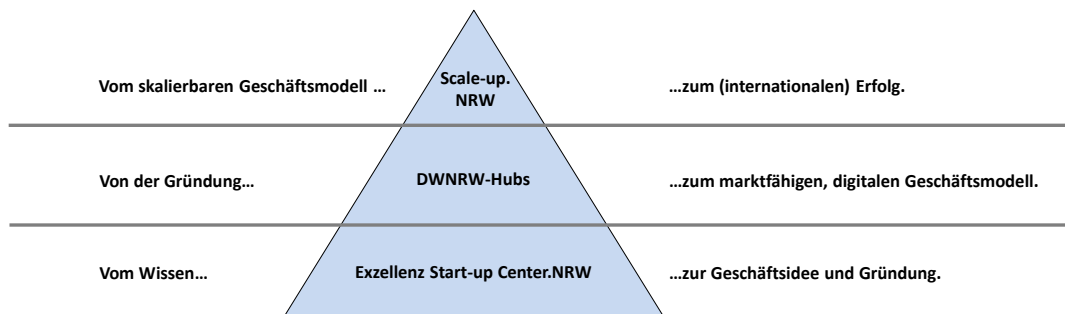 Vom skalierbaren Geschäftsmodell …
Scale-up.
NRW
…zum (internationalen) Erfolg.
Von der Gründung…
DWNRW-Hubs
…zum marktfähigen, digitalen Geschäftsmodell.
Vom Wissen…
Exzellenz Start-up Center.NRW
…zur Geschäftsidee und Gründung.